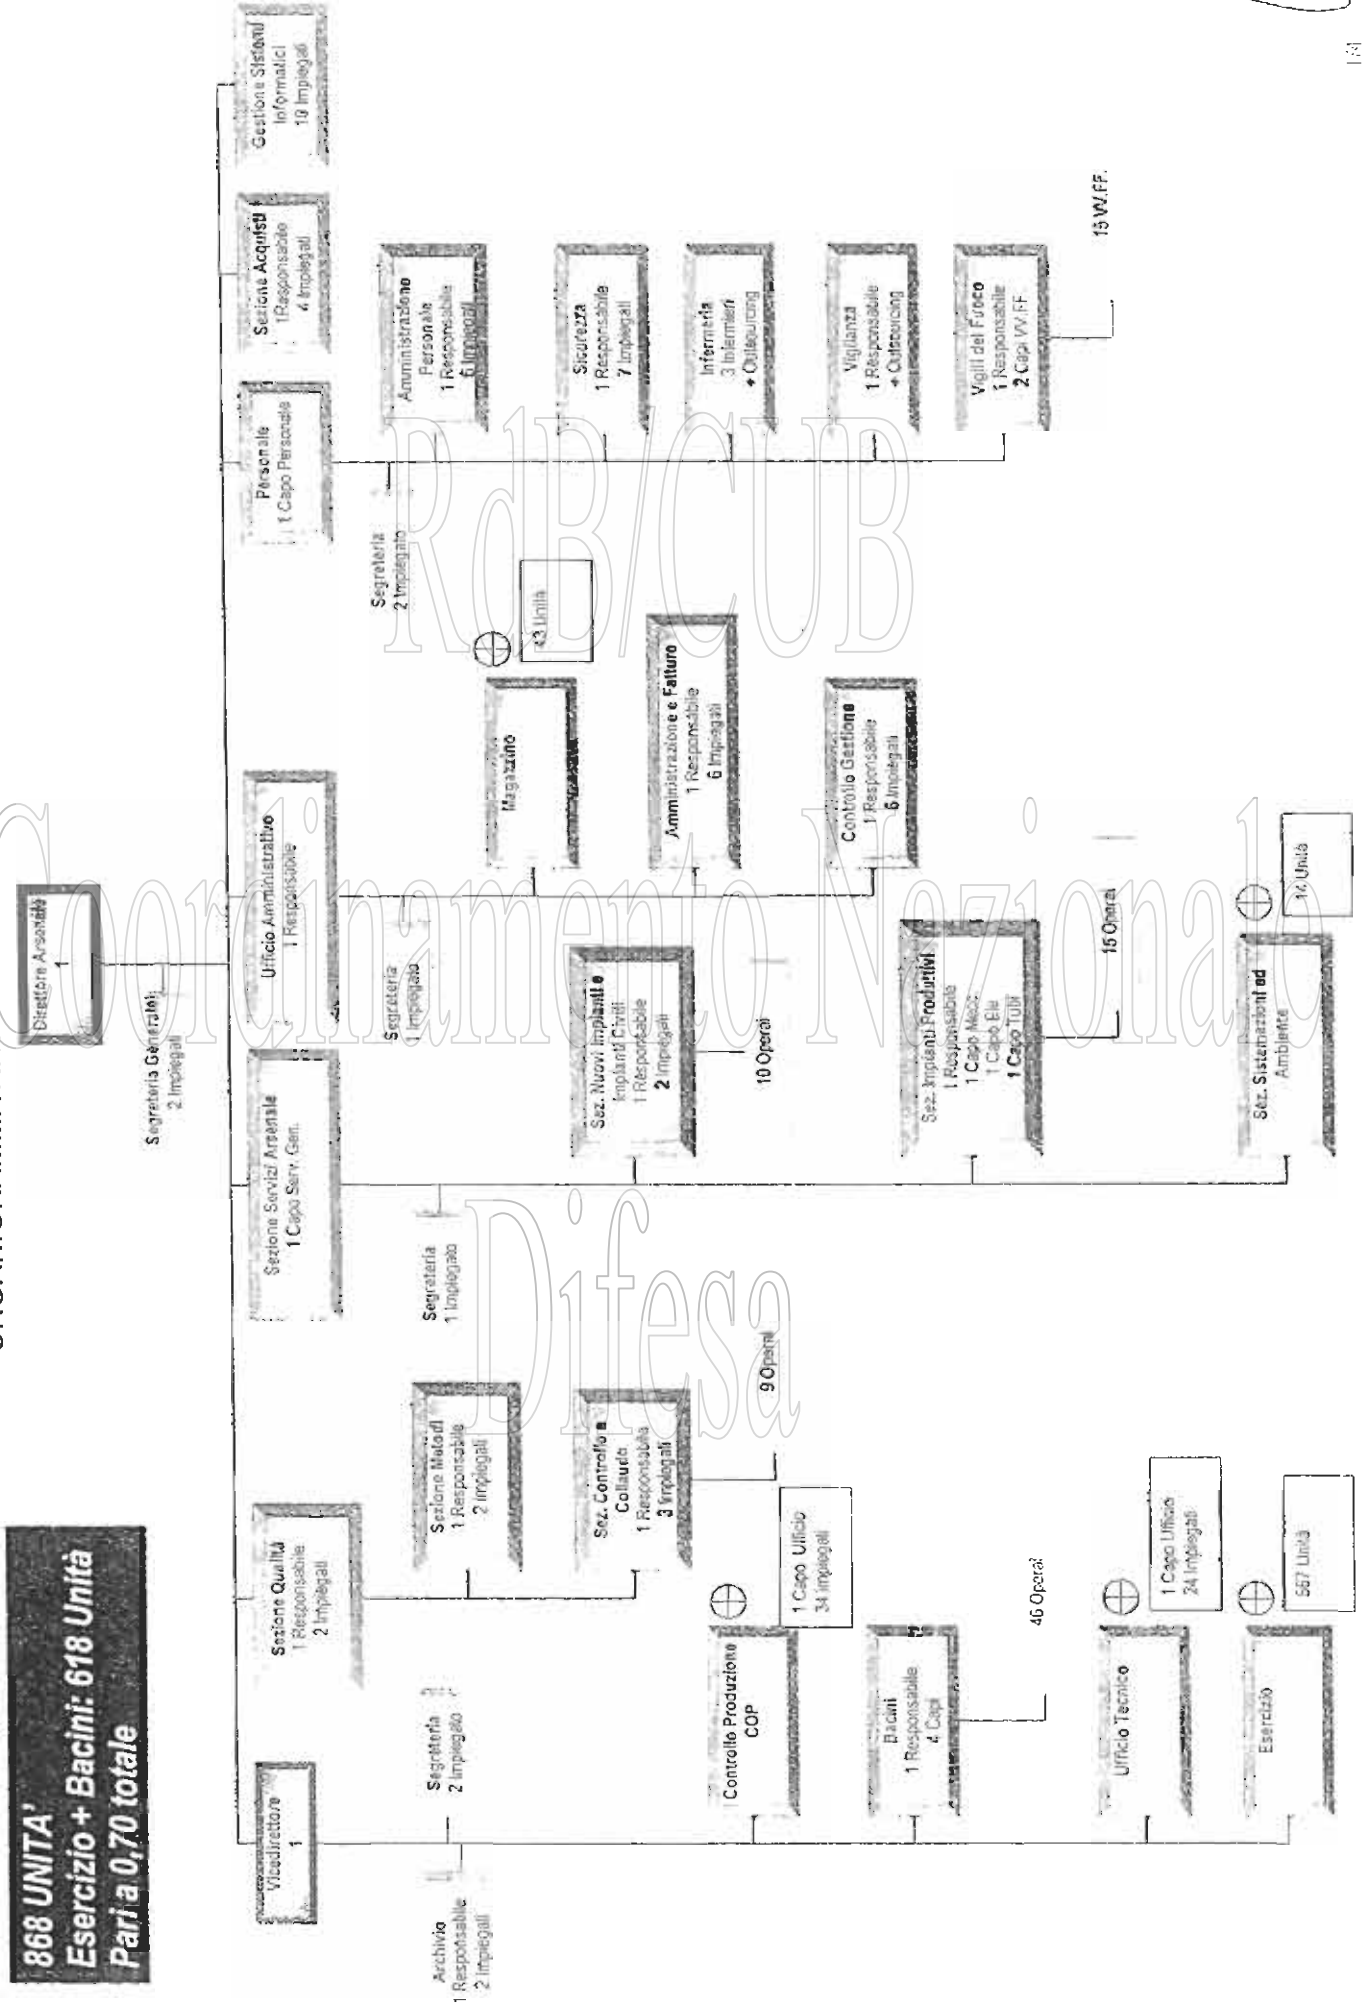 868 UNITA'
Esercizio + Bacini: 618 Unità
Pari a 0,70 totale
Direttore Arsenale
1
Segreteria Generale
2 Impiegati
Vicedirettore
1
Archivio
1 Responsabile
2 Impiegati
Segreteria
2 Impiegato
Controllo Produzione
COP
1 Capo Ufficio
34 Impiegati
Bacini
1 Responsabile
4 Capi
46 Operai
Ufficio Tecnico
1 Capo Ufficio
24 Impiegati
Esercizio
567 Unità
Sezione Qualità
1 Responsabile
2 Impiegati
Sezione Metodi
1 Responsabile
2 Impiegati
Sez. Controllo e
Collaudo
1 Responsabile
3 Impiegati
9 Operai
Sezione Servizi Arsenale
1 Capo Serv. Gen.
Segreteria
1 Impiegato
Sez. Nuovi Impianti e
Impianti Civili
1 Responsabile
2 Impiegati
10 Operai
Sez. Impianti Produttivi
1 Responsabile
1 Capo Mecc
1 Capo Ele
1 Capo Tubi
15 Operai
Sez. Sistemazioni ed
Ambiente
14 Unità
Ufficio Amministrativo
1 Responsabile
Segreteria
1 Impiegato
Magazzino
43 Unità
Amministrazione e Fatturo
1 Responsabile
6 Impiegati
Controllo Gestione
1 Responsabile
6 Impiegati
Personale
1 Capo Personale
Segreteria
2 Impiegato
Amministrazione
Personale
1 Responsabile
6 Impiegati
Sicurezza
1 Responsabile
7 Impiegati
Infermeria
3 Infermieri
+ Outsourcing
Vigilanza
1 Responsabile
+ Outsourcing
Vigili del Fuoco
1 Responsabile
2 Capi VV.FF.
15 VV.FF.
Sezione Acquisti
1 Responsabile
4 Impiegati
Gestione Sistemi
Informatici
10 Impiegati
RdB/CUB
Coordinamento Nazionale
Difesa